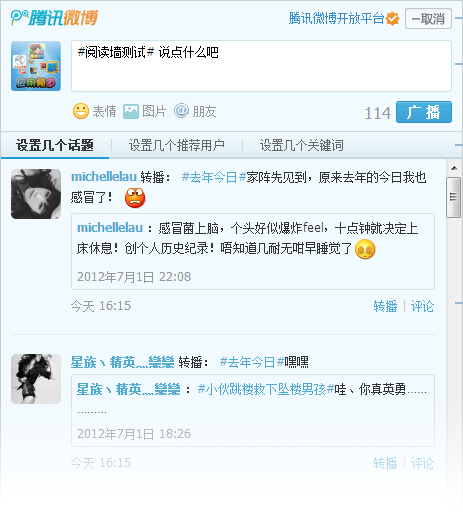 腾讯微博
腾讯微博开放平台
一取消
#阅读墙测试# 说点什么吧
表情 图片 @ 朋友
114 广播
设置几个话题 设置几个推荐用户 设置几个关键词
michellelau 转播： #去年今日#家阵先见到，原来去年的今日我也
感冒了！
michellelau ：感冒菌上脑，个头好似爆炸feel，十点钟就决定上
床休息！创个人历史纪录！唔知道几耐无咁早睡觉了
2012年7月1日 22:08
今天 16:15 转播 | 评论
星族丶精英灬戀戀 转播： #去年今日#嘿嘿
星族丶精英灬戀戀 ：#小伙跳楼救下坠楼男孩#哇、你真英勇......
.........
2012年7月1日 18:26
今天 16:15 转播 | 评论